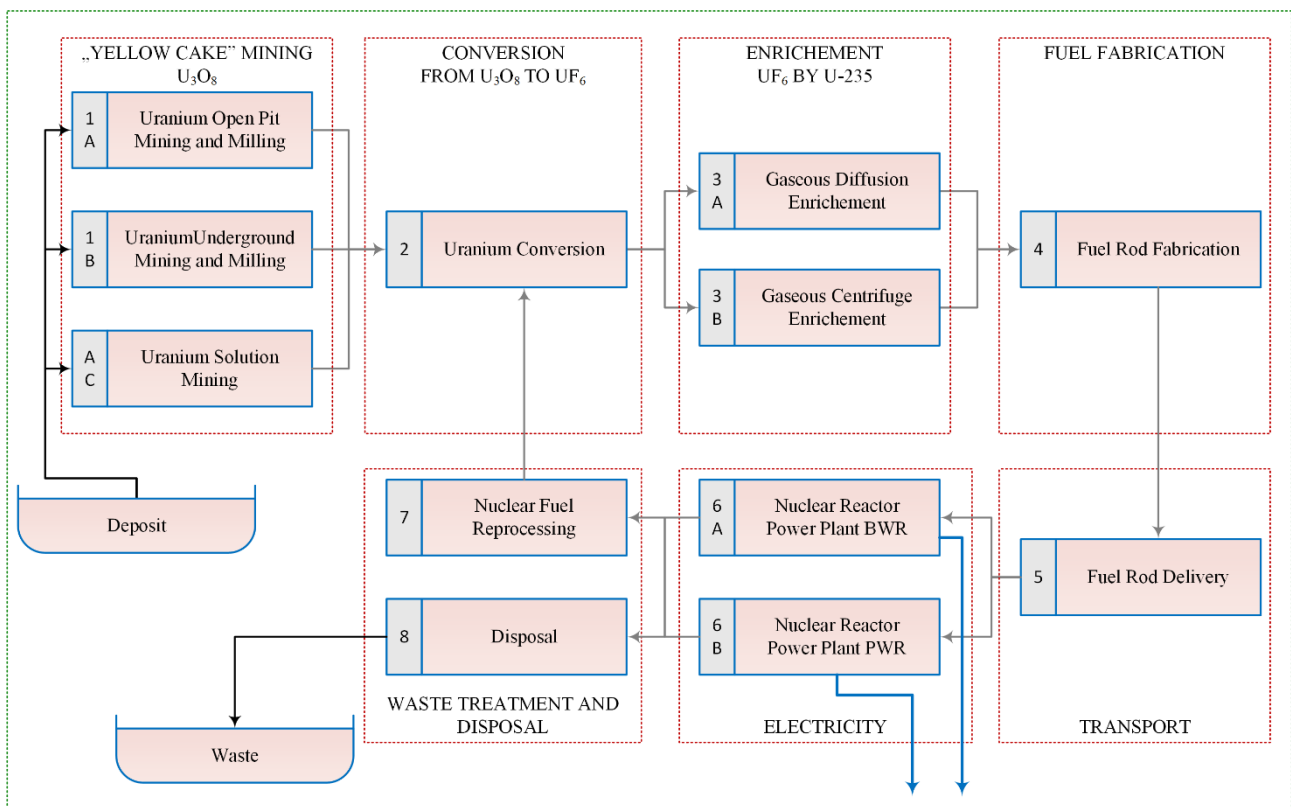 „YELLOW CAKE” MINING
U₃O₈
1
A
Uranium Open Pit
Mining and Milling
1
B
UraniumUnderground
Mining and Milling
A
C
Uranium Solution
Mining
Deposit
CONVERSION
FROM U₃O₈ TO UF₆
2
Uranium Conversion
ENRICHEMENT
UF₆ BY U-235
3
A
Gaseous Diffusion
Enrichement
3
B
Gaseous Centrifuge
Enrichement
FUEL FABRICATION
4
Fuel Rod Fabrication
5
Fuel Rod Delivery
TRANSPORT
6
A
Nuclear Reactor
Power Plant BWR
6
B
Nuclear Reactor
Power Plant PWR
ELECTRICITY
7
Nuclear Fuel
Reprocessing
8
Disposal
WASTE TREATMENT AND
DISPOSAL
Waste